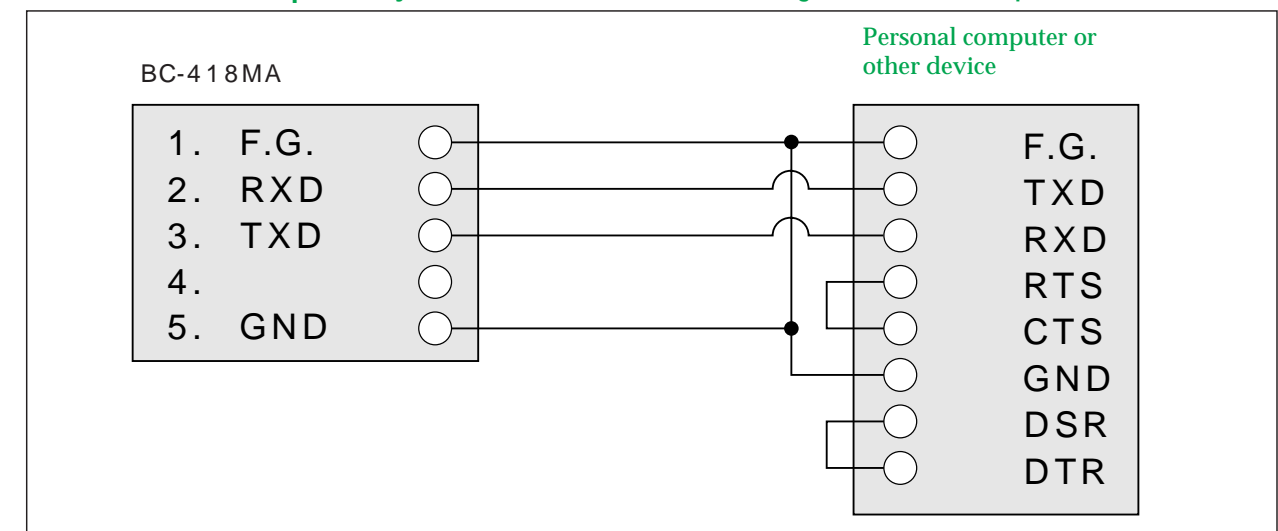 Personal computer or
other device
BC-418MA
1. F.G.
2. RXD
3. TXD
4.
5. GND
F.G.
TXD
RXD
RTS
CTS
GND
DSR
DTR